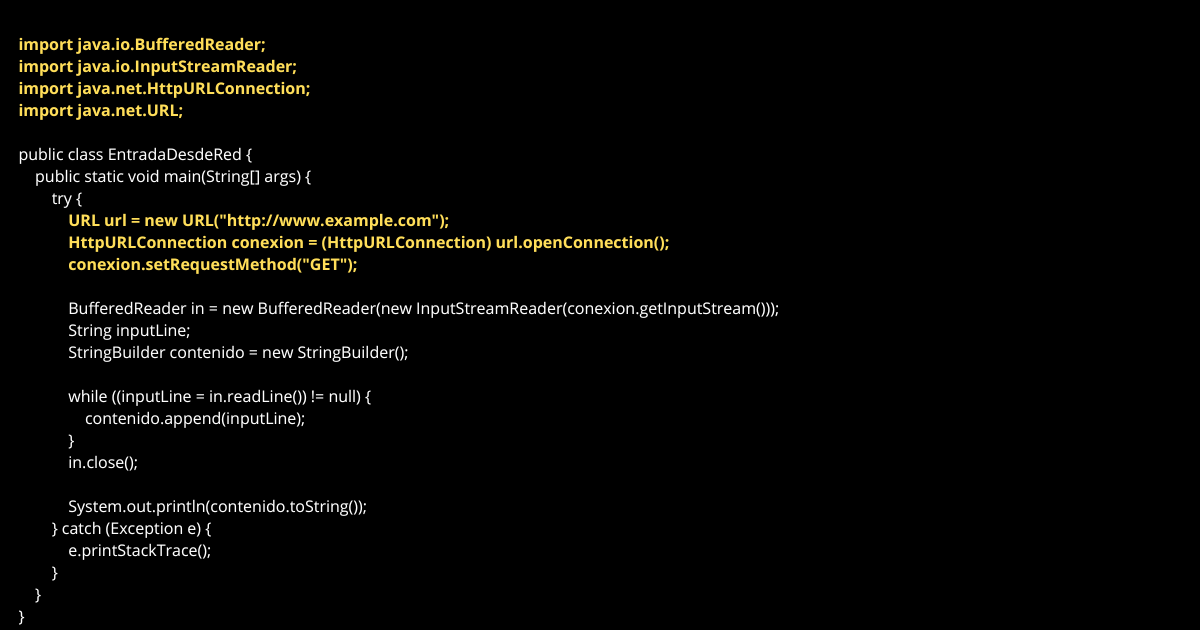 import java.io.BufferedReader;
import java.io.InputStreamReader;
import java.net.HttpURLConnection;
import java.net.URL;

public class EntradaDesdeRed {
    public static void main(String[] args) {
        try {
            URL url = new URL("http://www.example.com");
            HttpURLConnection conexion = (HttpURLConnection) url.openConnection();
            conexion.setRequestMethod("GET");

            BufferedReader in = new BufferedReader(new InputStreamReader(conexion.getInputStream()));
            String inputLine;
            StringBuilder contenido = new StringBuilder();

            while ((inputLine = in.readLine()) != null) {
                contenido.append(inputLine);
            }
            in.close();

            System.out.println(contenido.toString());
        } catch (Exception e) {
            e.printStackTrace();
        }
    }
}